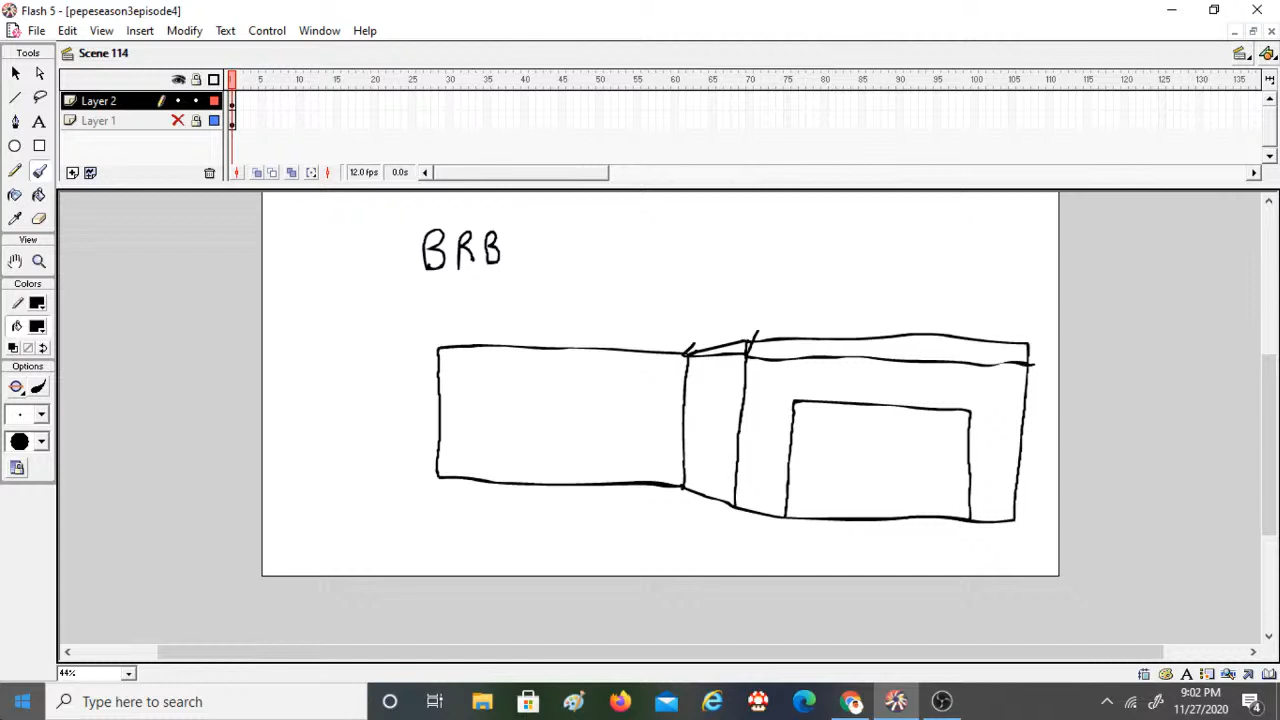 Flash 5 - [pepeseason3episode4]
File Edit View Insert Modify Text Control Window Help
Tools
Scene 114
5 10 15 20 25 30 35 40 45 50 55 60 65 70 75 80 85 90 95 100 105 110 115 120 125 130 135
Layer 2
Layer 1
12.0 fps 0.0s
View
Colors
Options
BRB
44%
Type here to search
9:02 PM
11/27/2020
4